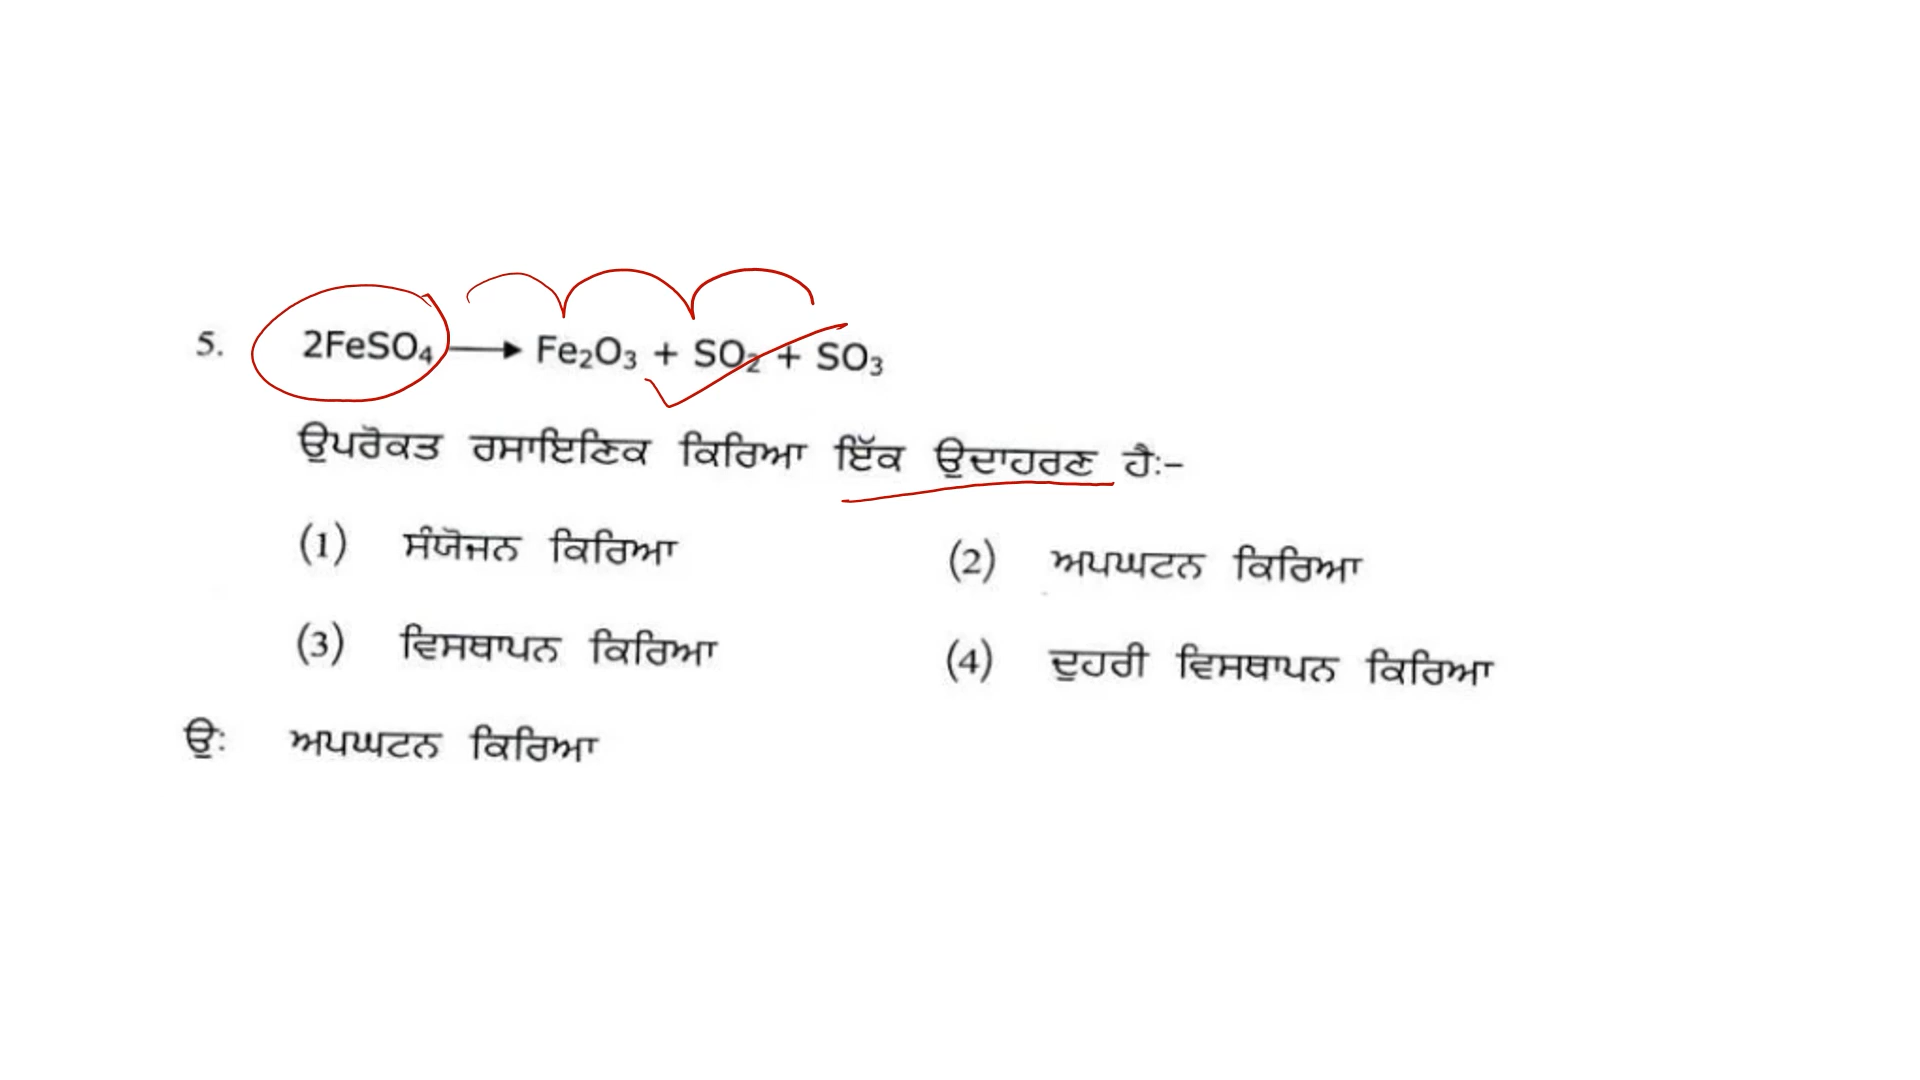 5. 2FeSO₄ ⟶ Fe₂O₃ + SO₂ + SO₃
ਉਪਰੋਕਤ ਰਸਾਇਣਿਕ ਕਿਰਿਆ ਇੱਕ ਉਦਾਹਰਣ ਹੈ:-
(1) ਸੰਯੋਜਨ ਕਿਰਿਆ (2) ਅਪਘਟਨ ਕਿਰਿਆ
(3) ਵਿਸਥਾਪਨ ਕਿਰਿਆ (4) ਦੁਹਰੀ ਵਿਸਥਾਪਨ ਕਿਰਿਆ
ਉ: ਅਪਘਟਨ ਕਿਰਿਆ